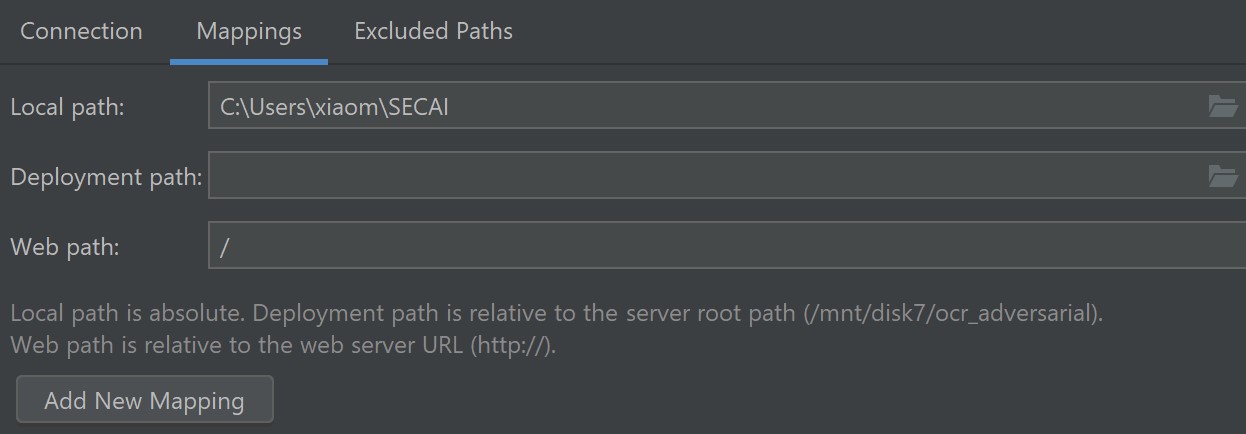 Connection Mappings Excluded Paths
Local path: C:\Users\xiaom\SECAI
Deployment path:
Web path: /
Local path is absolute. Deployment path is relative to the server root path (/mnt/disk7/ocr_adversarial).
Web path is relative to the web server URL (http://).
Add New Mapping